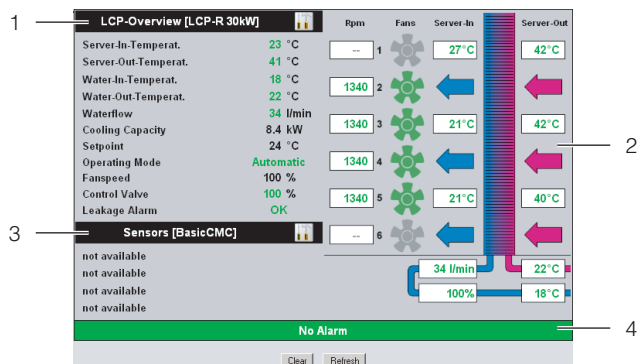 1
LCP-Overview [LCP-R 30kW]
Server-In-Temperat. 23 °C
Server-Out-Temperat. 41 °C
Water-In-Temperat. 18 °C
Water-Out-Temperat. 22 °C
Waterflow 34 l/min
Cooling Capacity 8.4 kW
Setpoint 24 °C
Operating Mode Automatic
Fanspeed 100 %
Control Valve 100 %
Leakage Alarm OK
3
Sensors [BasicCMC]
not available
not available
not available
not available
Rpm Fans Server-In Server-Out
-- 1 27°C 42°C
1340 2
1340 3 21°C 42°C
2
1340 4
1340 5 21°C 40°C
-- 6
34 l/min 22°C
100% 18°C
No Alarm
4
Clear Refresh